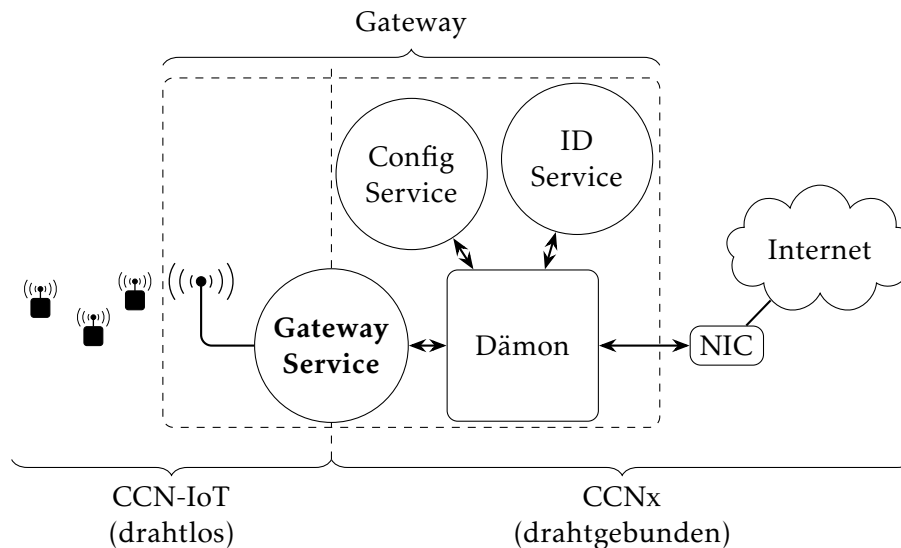 Gateway
Config
Service
ID
Service
Internet
Gateway
Service
Dämon
NIC
CCN-IoT
(drahtlos)
CCNx
(drahtgebunden)